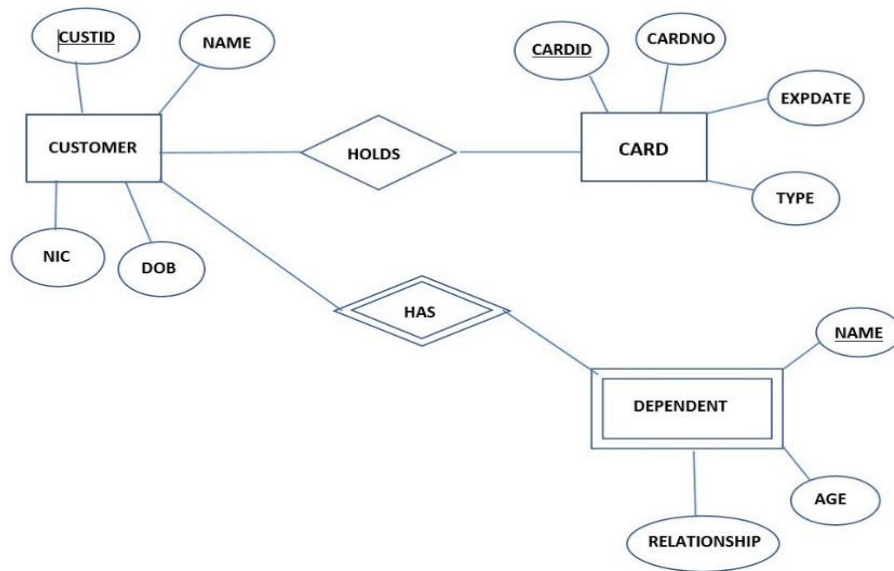 CUSTID
NAME
CARDID
CARDNO
EXPDATE
CUSTOMER
HOLDS
CARD
TYPE
NIC
DOB
HAS
NAME
DEPENDENT
AGE
RELATIONSHIP